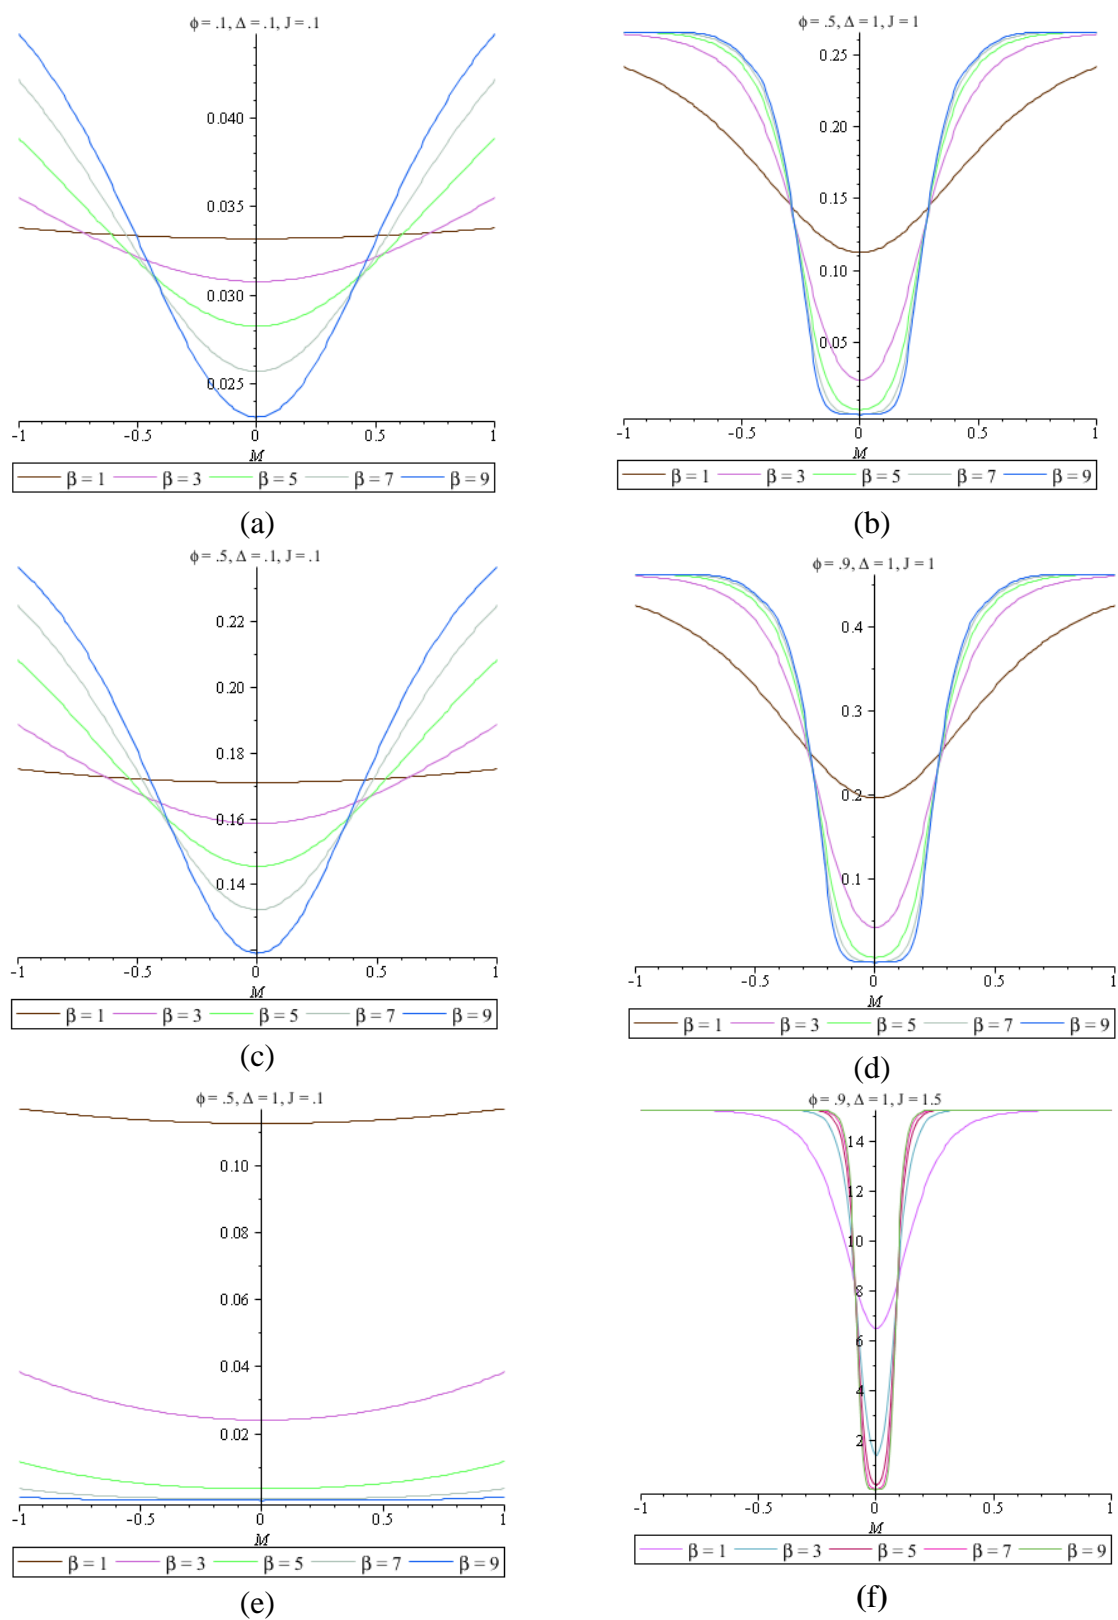 ϕ = .1, Δ = .1, J = .1
0.040
0.035
0.030
0.025
-1 -0.5 0 0.5 1
M
β = 1 β = 3 β = 5 β = 7 β = 9
(a)
ϕ = .5, Δ = 1, J = 1
0.25
0.20
0.15
0.10
0.05
-1 -0.5 0 0.5 1
M
β = 1 β = 3 β = 5 β = 7 β = 9
(b)
ϕ = .5, Δ = .1, J = .1
0.22
0.20
0.18
0.16
0.14
-1 -0.5 0 0.5 1
M
β = 1 β = 3 β = 5 β = 7 β = 9
(c)
ϕ = .9, Δ = 1, J = 1
0.4
0.3
0.2
0.1
-1 -0.5 0 0.5 1
M
β = 1 β = 3 β = 5 β = 7 β = 9
(d)
ϕ = .5, Δ = 1, J = .1
0.10
0.08
0.06
0.04
0.02
-1 -0.5 0 0.5 1
M
β = 1 β = 3 β = 5 β = 7 β = 9
(e)
ϕ = .9, Δ = 1, J = 1.5
14
12
10
8
6
4
2
-1 -0.5 0 0.5 1
M
β = 1 β = 3 β = 5 β = 7 β = 9
(f)